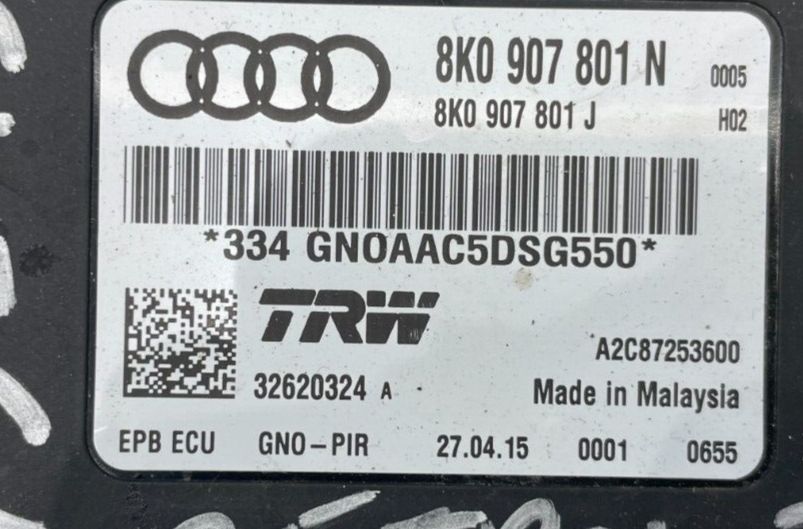 8K0 907 801 N 0005
8K0 907 801 J H02
*334 GNOAAC5DSG550*
TRW
A2C87253600
32620324 A Made in Malaysia
EPB ECU GNO-PIR 27.04.15 0001 0655